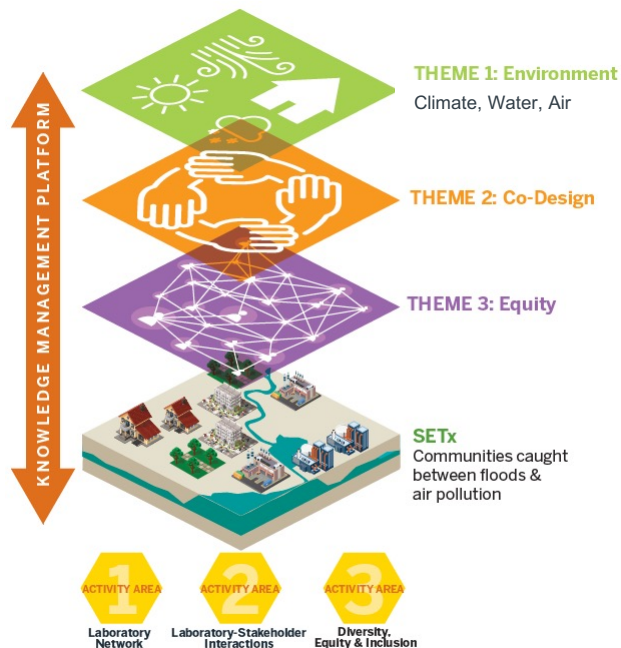 KNOWLEDGE MANAGEMENT PLATFORM
THEME 1: Environment
Climate, Water, Air
THEME 2: Co-Design
THEME 3: Equity
SETx
Communities caught
between floods &
air pollution
1
ACTIVITY AREA
Laboratory
Network
2
ACTIVITY AREA
Laboratory-Stakeholder
Interactions
3
ACTIVITY AREA
Diversity,
Equity & Inclusion